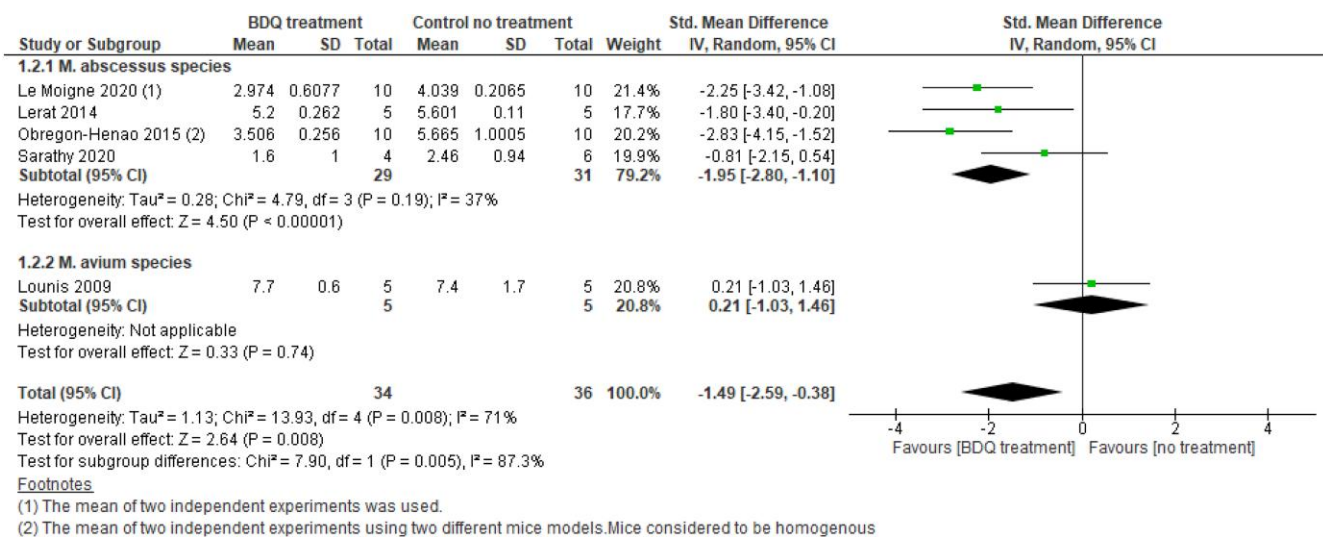 BDQ treatment Control no treatment Std. Mean Difference Std. Mean Difference
Study or Subgroup Mean SD Total Mean SD Total Weight IV, Random, 95% CI IV, Random, 95% CI
1.2.1 M. abscessus species
Le Moigne 2020 (1) 2.974 0.6077 10 4.039 0.2065 10 21.4% -2.25 [-3.42, -1.08]
Lerat 2014 5.2 0.262 5 5.601 0.11 5 17.7% -1.80 [-3.40, -0.20]
Obregon-Henao 2015 (2) 3.506 0.256 10 5.665 1.0005 10 20.2% -2.83 [-4.15, -1.52]
Sarathy 2020 1.6 1 4 2.46 0.94 6 19.9% -0.81 [-2.15, 0.54]
Subtotal (95% CI) 29 31 79.2% -1.95 [-2.80, -1.10]
Heterogeneity: Tau² = 0.28; Chi² = 4.79, df = 3 (P = 0.19); I² = 37%
Test for overall effect: Z = 4.50 (P < 0.00001)
1.2.2 M. avium species
Lounis 2009 7.7 0.6 5 7.4 1.7 5 20.8% 0.21 [-1.03, 1.46]
Subtotal (95% CI) 5 5 20.8% 0.21 [-1.03, 1.46]
Heterogeneity: Not applicable
Test for overall effect: Z = 0.33 (P = 0.74)
Total (95% CI) 34 36 100.0% -1.49 [-2.59, -0.38]
Heterogeneity: Tau² = 1.13; Chi² = 13.93, df = 4 (P = 0.008); I² = 71%
Test for overall effect: Z = 2.64 (P = 0.008)
Test for subgroup differences: Chi² = 7.90, df = 1 (P = 0.005), I² = 87.3%
-4 -2 0 2 4
Favours [BDQ treatment] Favours [no treatment]
Footnotes
(1) The mean of two independent experiments was used.
(2) The mean of two independent experiments using two different mice models.Mice considered to be homogenous